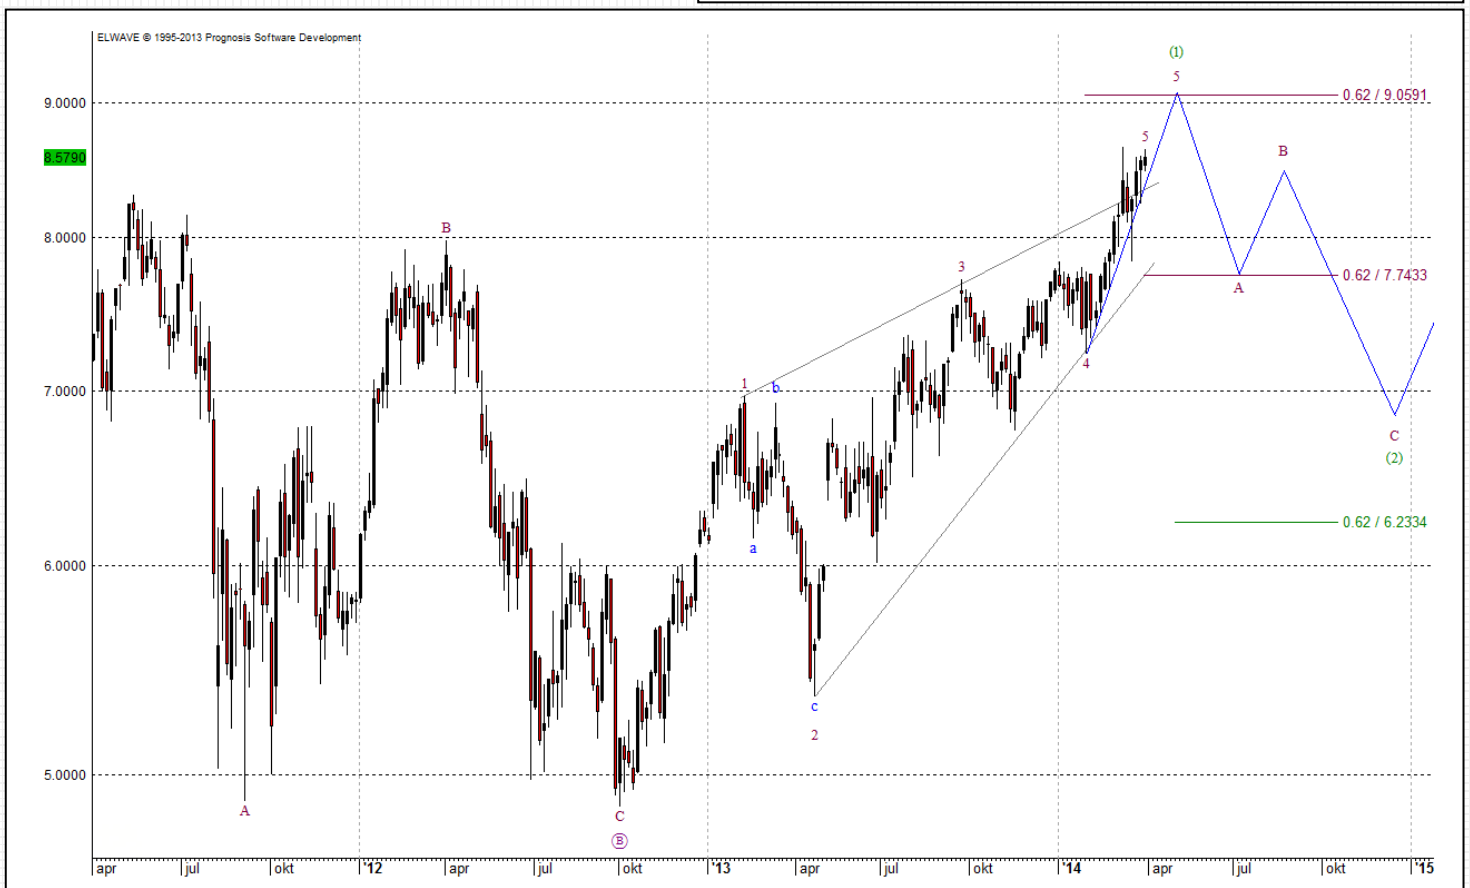 ELWAVE © 1995-2013 Prognosis Software Development
(1)
5
9.0000
0.62 / 9.0591
5
8.5790
B
B
8.0000
3
0.62 / 7.7433
A
4
1
b
7.0000
C
(2)
0.62 / 6.2334
a
6.0000
c
2
5.0000
A
C
B
apr
jul
okt
'12
apr
jul
okt
'13
apr
jul
okt
'14
apr
jul
okt
'15